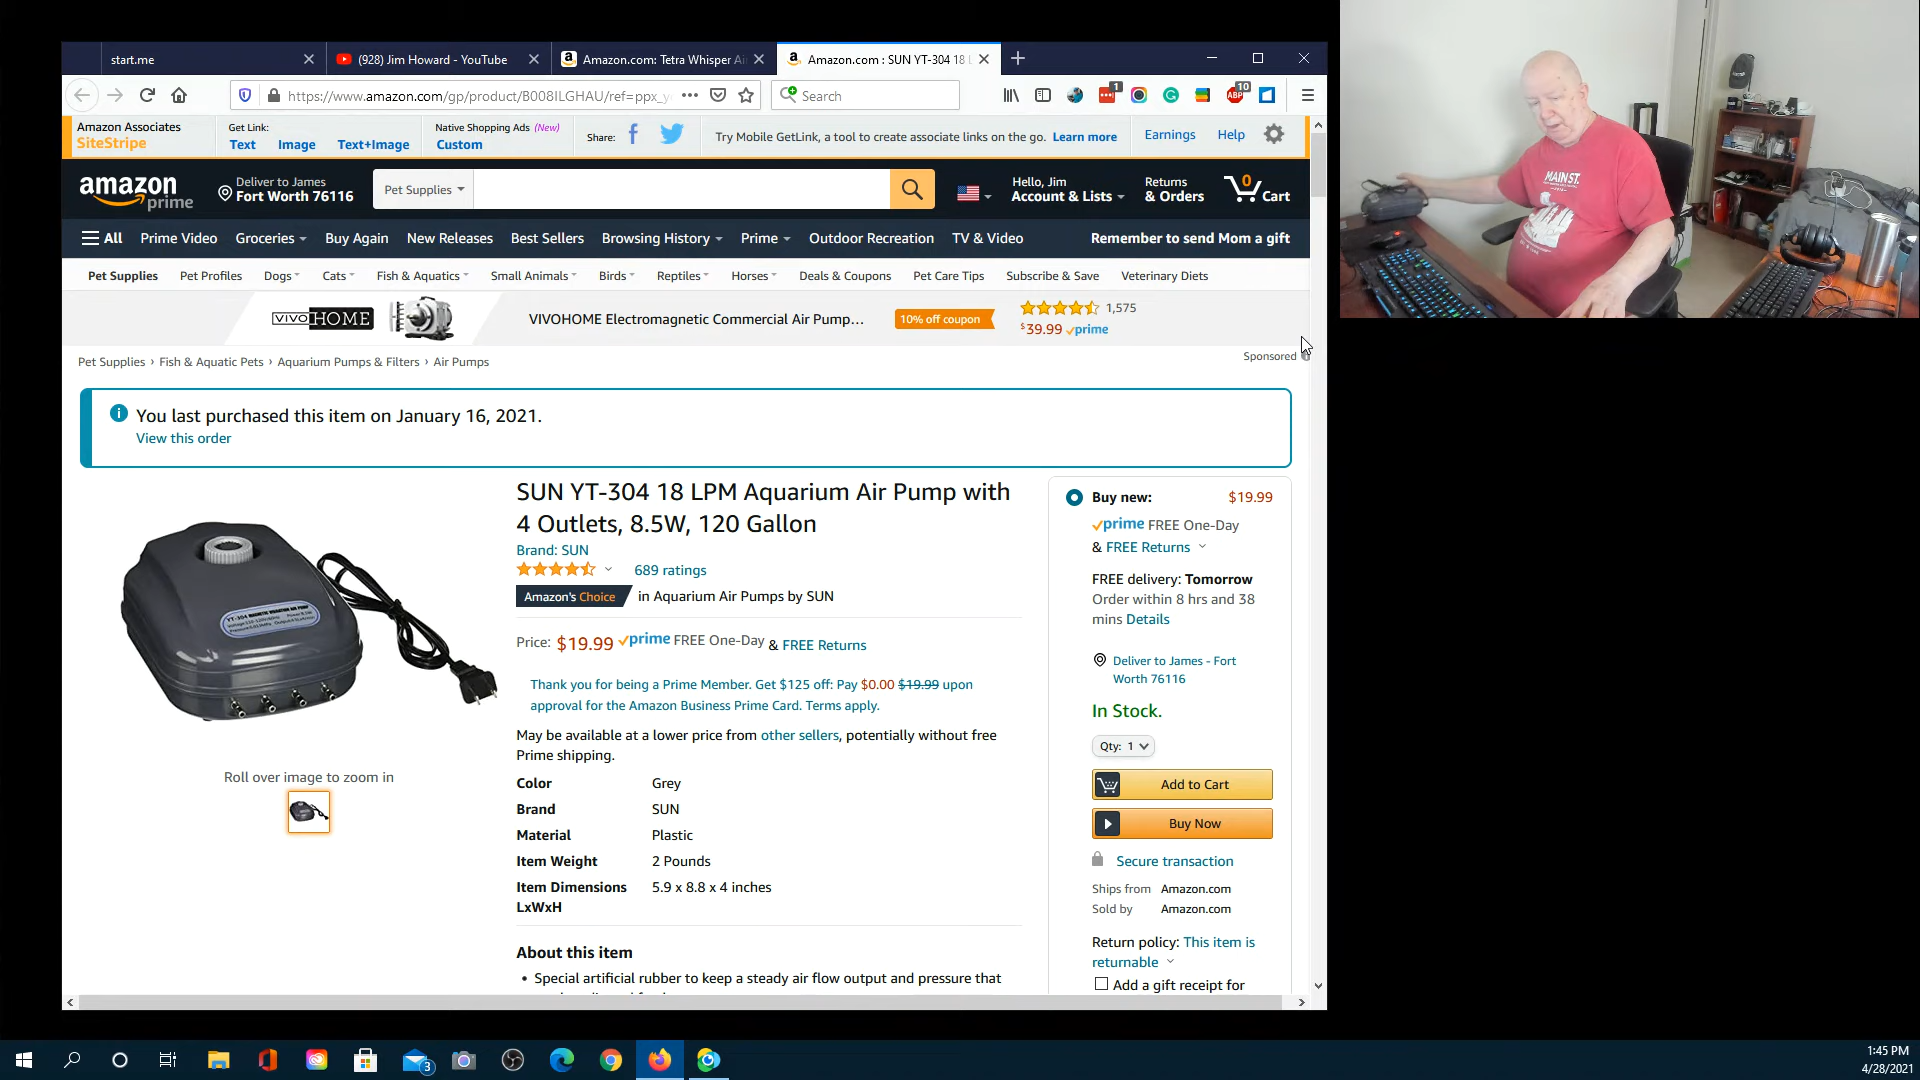 start.me
(928) Jim Howard - YouTube
Amazon.com: Tetra Whisper Ai
Amazon.com : SUN YT-304 18 L
https://www.amazon.com/gp/product/B008ILGHAU/ref=ppx_y
Search
1
ABP
10
Amazon Associates
SiteStripe
Get Link:
Text Image Text+Image
Native Shopping Ads (New)
Custom
Share:
Try Mobile GetLink, a tool to create associate links on the go. Learn more
Earnings
Help
amazon
prime
Deliver to James
Fort Worth 76116
Pet Supplies
Hello, Jim
Account & Lists
Returns
& Orders
0
Cart
All
Prime Video
Groceries
Buy Again
New Releases
Best Sellers
Browsing History
Prime
Outdoor Recreation
TV & Video
Remember to send Mom a gift
Pet Supplies
Pet Profiles
Dogs
Cats
Fish & Aquatics
Small Animals
Birds
Reptiles
Horses
Deals & Coupons
Pet Care Tips
Subscribe & Save
Veterinary Diets
VIVOHOME
VIVOHOME Electromagnetic Commercial Air Pump…
10% off coupon
1,575
$39.99 prime
Sponsored
Pet Supplies › Fish & Aquatic Pets › Aquarium Pumps & Filters › Air Pumps
You last purchased this item on January 16, 2021.
View this order
YT-304 MAGNETIC VIBRATION AIR PUMP
Roll over image to zoom in
SUN YT-304 18 LPM Aquarium Air Pump with
4 Outlets, 8.5W, 120 Gallon
Brand: SUN
689 ratings
Amazon's Choice in Aquarium Air Pumps by SUN
Price: $19.99 prime FREE One-Day & FREE Returns
Thank you for being a Prime Member. Get $125 off: Pay $0.00 $19.99 upon
approval for the Amazon Business Prime Card. Terms apply.
May be available at a lower price from other sellers, potentially without free
Prime shipping.
Color Grey
Brand SUN
Material Plastic
Item Weight 2 Pounds
Item Dimensions 5.9 x 8.8 x 4 inches
LxWxH
About this item
• Special artificial rubber to keep a steady air flow output and pressure that
Buy new: $19.99
prime FREE One-Day
& FREE Returns
FREE delivery: Tomorrow
Order within 8 hrs and 38
mins Details
Deliver to James - Fort
Worth 76116
In Stock.
Qty: 1
Add to Cart
Buy Now
Secure transaction
Ships from Amazon.com
Sold by Amazon.com
Return policy: This item is
returnable
Add a gift receipt for
MAIN ST.
3
1:45 PM
4/28/2021